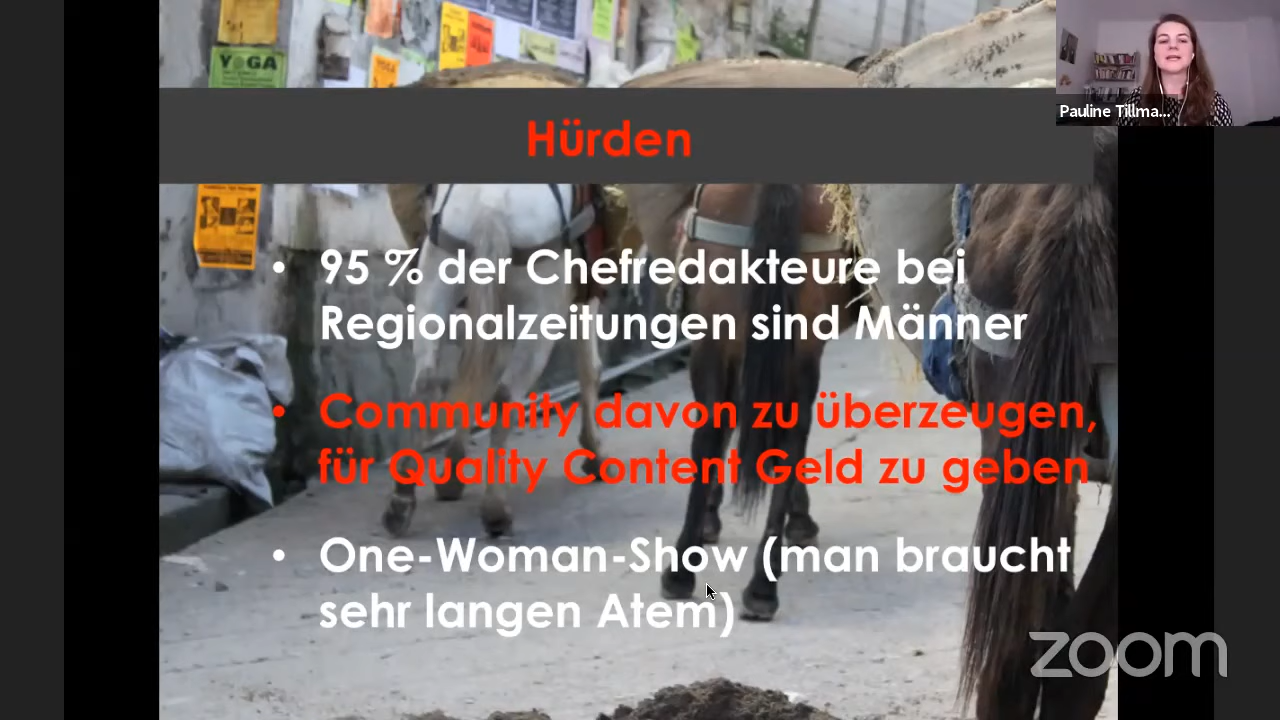 YOGA
YOGA
Pauline Tillma...
Hürden
• 95 % der Chefredakteure bei
Regionalzeitungen sind Männer
• Community davon zu überzeugen,
für Quality Content Geld zu geben
• One-Woman-Show (man braucht
sehr langen Atem)
zoom